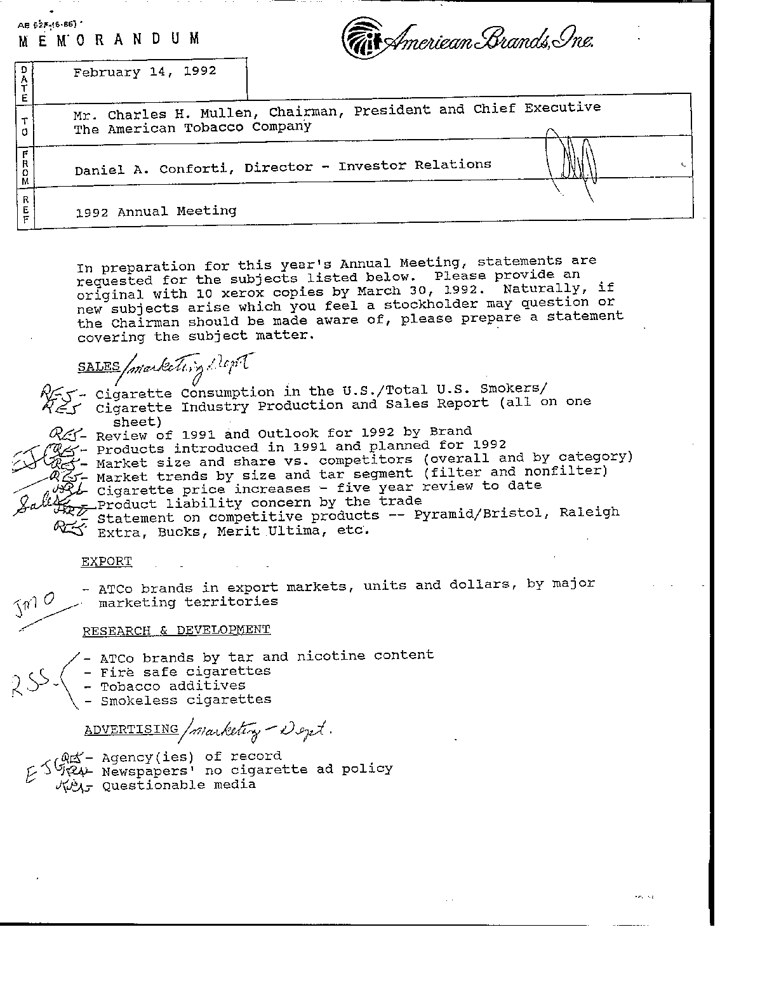 MEMORANDUM
American Brands, Inc.
DATE
February 14, 1992
TO
Mr. Charles H. Mullen, Chairman, President and Chief Executive
The American Tobacco Company
FROM
Daniel A. Conforti, Director - Investor Relations
REF
1992 Annual Meeting
In preparation for this year's Annual Meeting, statements are
requested for the subjects listed below. Please provide an
original with 10 xerox copies by March 30, 1992. Naturally, if
new subjects arise which you feel a stockholder may question or
the Chairman should be made aware of, please prepare a statement
covering the subject matter.
SALES/marketing Dept
RES - Cigarette Consumption in the U.S./Total U.S. Smokers/
RES Cigarette Industry Production and Sales Report (all on one
sheet)
RES - Review of 1991 and Outlook for 1992 by Brand
RES - Products introduced in 1991 and planned for 1992
RES - Market size and share vs. competitors (overall and by category)
RES - Market trends by size and tar segment (filter and nonfilter)
- Cigarette price increases - five year review to date
Sales - Product liability concern by the trade
- Statement on competitive products -- Pyramid/Bristol, Raleigh
RES Extra, Bucks, Merit Ultima, etc.
EXPORT
- ATCo brands in export markets, units and dollars, by major
JMO marketing territories
RESEARCH & DEVELOPMENT
- ATCo brands by tar and nicotine content
- Fire safe cigarettes
RSS - Tobacco additives
- Smokeless cigarettes
ADVERTISING/marketing - Dept.
RES - Agency(ies) of record
EJG - Newspapers' no cigarette ad policy
- Questionable media